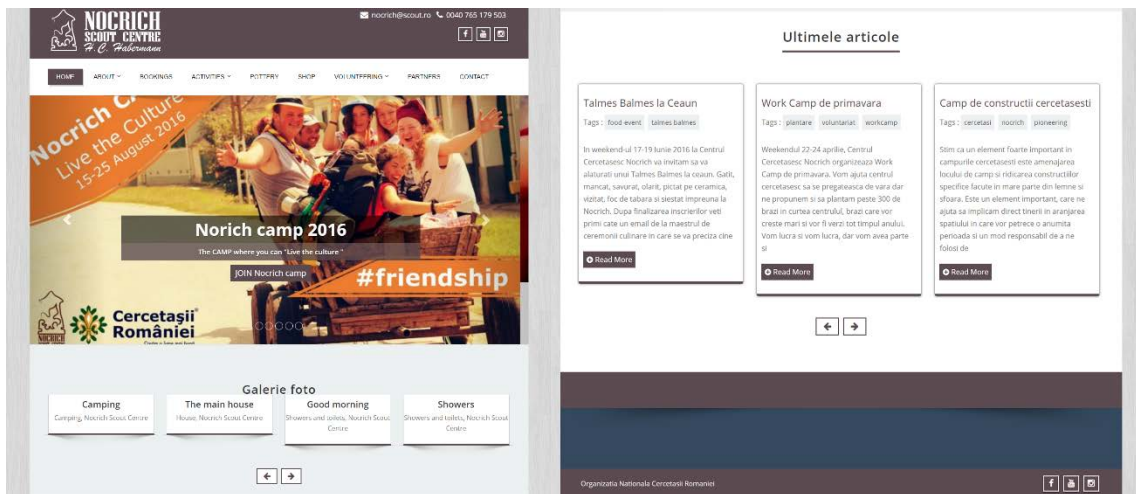 NOCRICH
SCOUT CENTRE
H. C. Habermann
nocrich@scout.ro 0040 765 179 503
HOME ABOUT BOOKINGS ACTIVITIES POTTERY SHOP VOLUNTEERING PARTNERS CONTACT
Nocrich C
Live the Culture
15-25 August 2016
Norich camp 2016
The CAMP where you can "Live the culture "
JOIN Nocrich camp
#friendship
NOCRICH
Cercetașii
României
Galerie foto
Camping
Camping, Nocrich Scout Centre
The main house
House, Nocrich Scout Centre
Good morning
Showers and toilets, Nocrich Scout
Centre
Showers
Showers and toilets, Nocrich Scout
Centre
Ultimele articole
Talmes Balmes la Ceaun
Tags : food-event talmes balmes
In weekend-ul 17-19 Iunie 2016 la Centrul
Cercetasesc Nocrich va invitam sa va
alaturati unui Talmes Balmes la ceaun. Gatit,
mancat, savurat, olarit, pictat pe ceramica,
vizitat, foc de tabara si siestat impreuna la
Nocrich. Dupa finalizarea inscrierilor veti
primi cate un email de la maestrul de
ceremonii culinare in care se va preciza cine
Read More
Work Camp de primavara
Tags : plantare voluntariat workcamp
Weekendul 22-24 aprilie, Centrul
Cercetasesc Nocrich organizeaza Work
Camp de primavara. Vom ajuta centrul
cercetasesc sa se pregateasca de vara dar
ne propunem si sa plantam peste 300 de
brazi in curtea centrului, brazi care vor
creste mari si vor fi verzi tot timpul anului.
Vom lucra si vom lucra, dar vom avea parte
si
Read More
Camp de constructii cercetasesti
Tags : cercetasi nocrich pioneering
Stim ca un element foarte important in
campurile cercetasesti este amenajarea
locului de camp si ridicarea constructiilor
specifice facute in mare parte din lemne si
sfoara. Este un element important, care ne
ajuta sa implicam direct tinerii in aranjarea
spatiului in care vor petrece o anumita
perioada si un mod responsabil de a ne
folosi de
Read More
Organizatia Nationala Cercetasii Romaniei